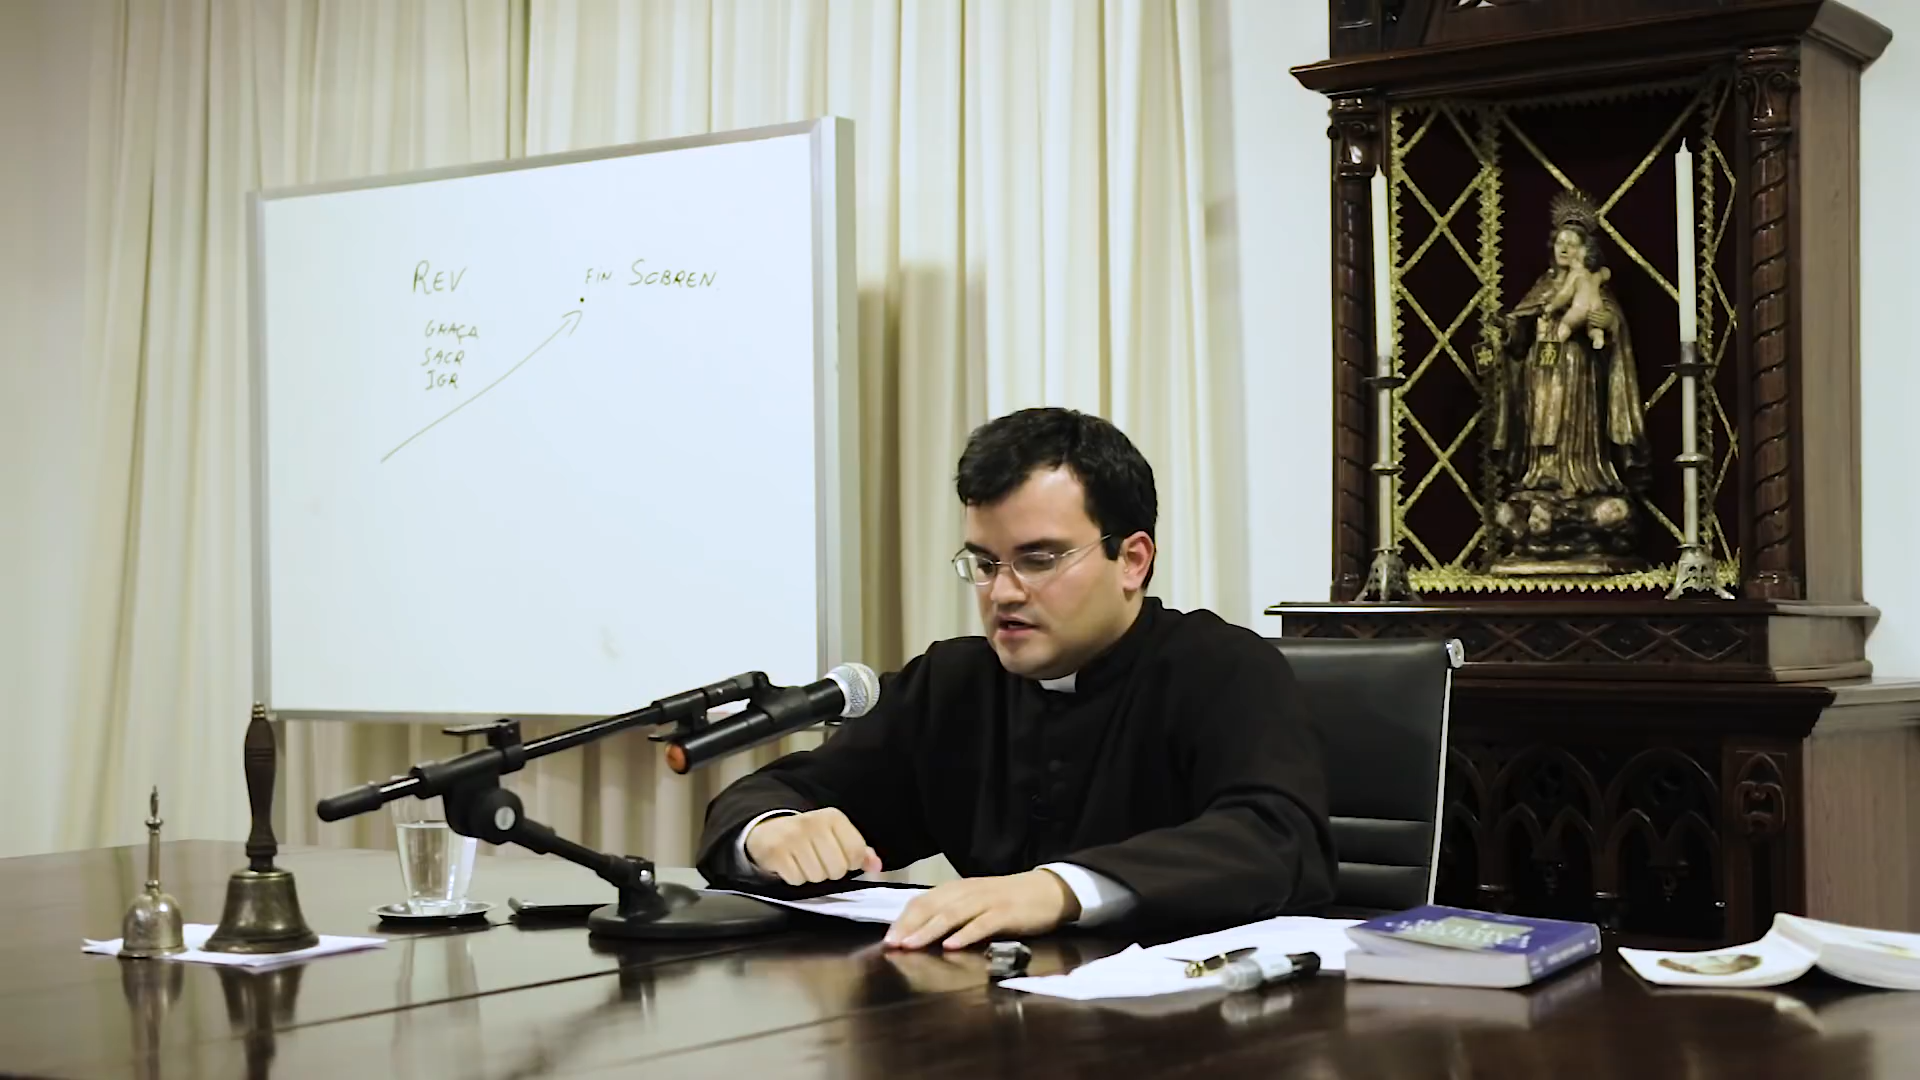 REV.
FIN SOBREN.
GRAÇA
SACR
IGR